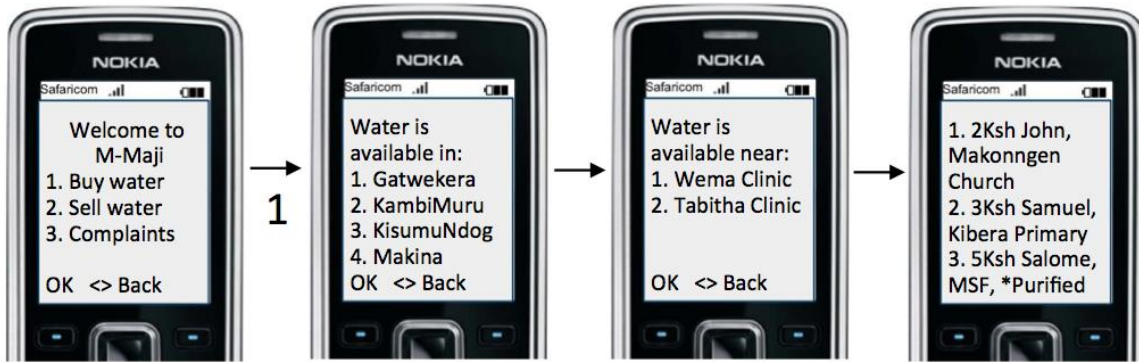 NOKIA
Safaricom
Welcome to
M-Maji
1. Buy water
2. Sell water
3. Complaints
OK <> Back
1
NOKIA
Safaricom
Water is
available in:
1. Gatwekera
2. KambiMuru
3. KisumuNdog
4. Makina
OK <> Back
NOKIA
Safaricom
Water is
available near:
1. Wema Clinic
2. Tabitha Clinic
OK <> Back
NOKIA
Safaricom
1. 2Ksh John,
Makonngen
Church
2. 3Ksh Samuel,
Kibera Primary
3. 5Ksh Salome,
MSF, *Purified